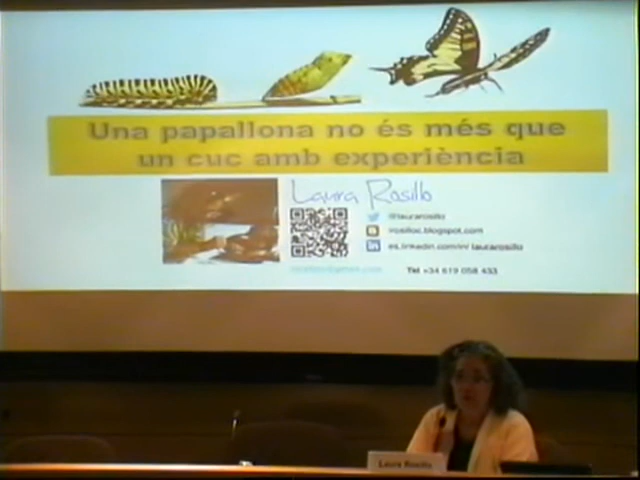 Una papallona no és més que
un cuc amb experiència
Laura Rosillo
@laurarosillo
rosilloc.blogspot.com
es.linkedin.com/in/ laurarosillo
Tel +34 619 058 433
Laura Rosillo